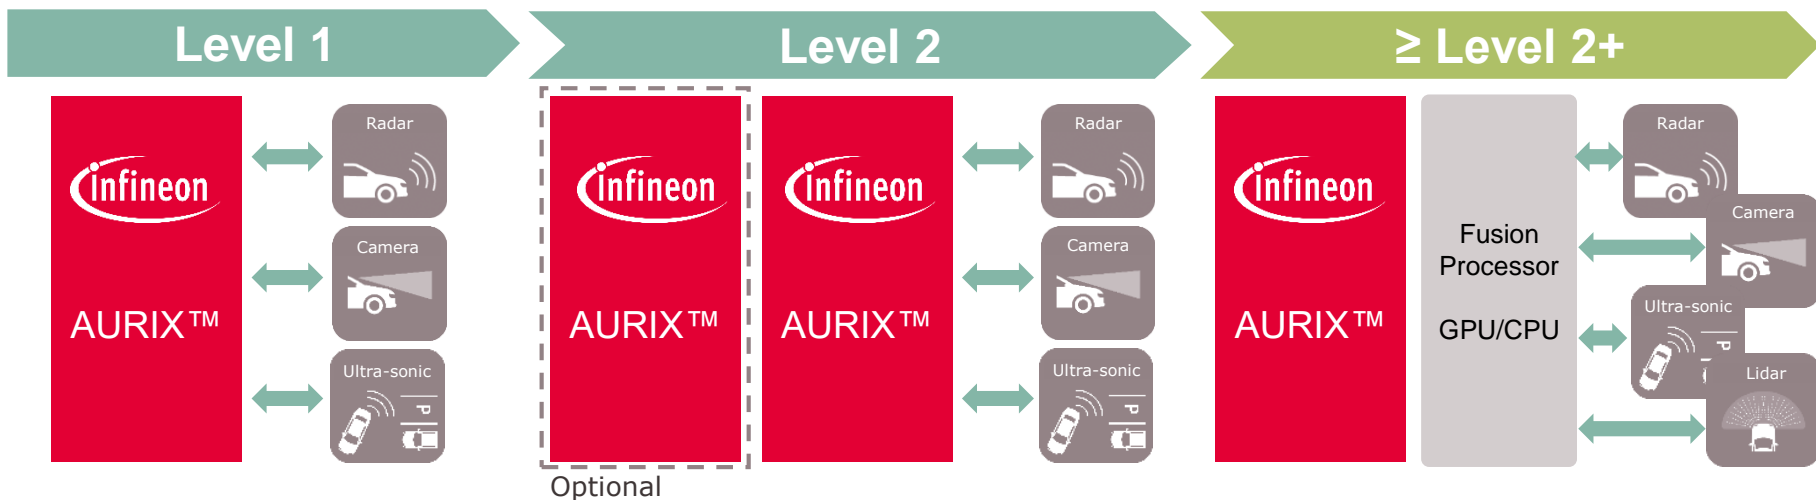 Level 1
Level 2
≥ Level 2+
infineon
AURIX™
Radar
Camera
Ultra-sonic
P
infineon
AURIX™
Optional
infineon
AURIX™
Radar
Camera
Ultra-sonic
P
infineon
AURIX™
Fusion
Processor
GPU/CPU
Radar
Camera
Ultra-sonic
P
Lidar